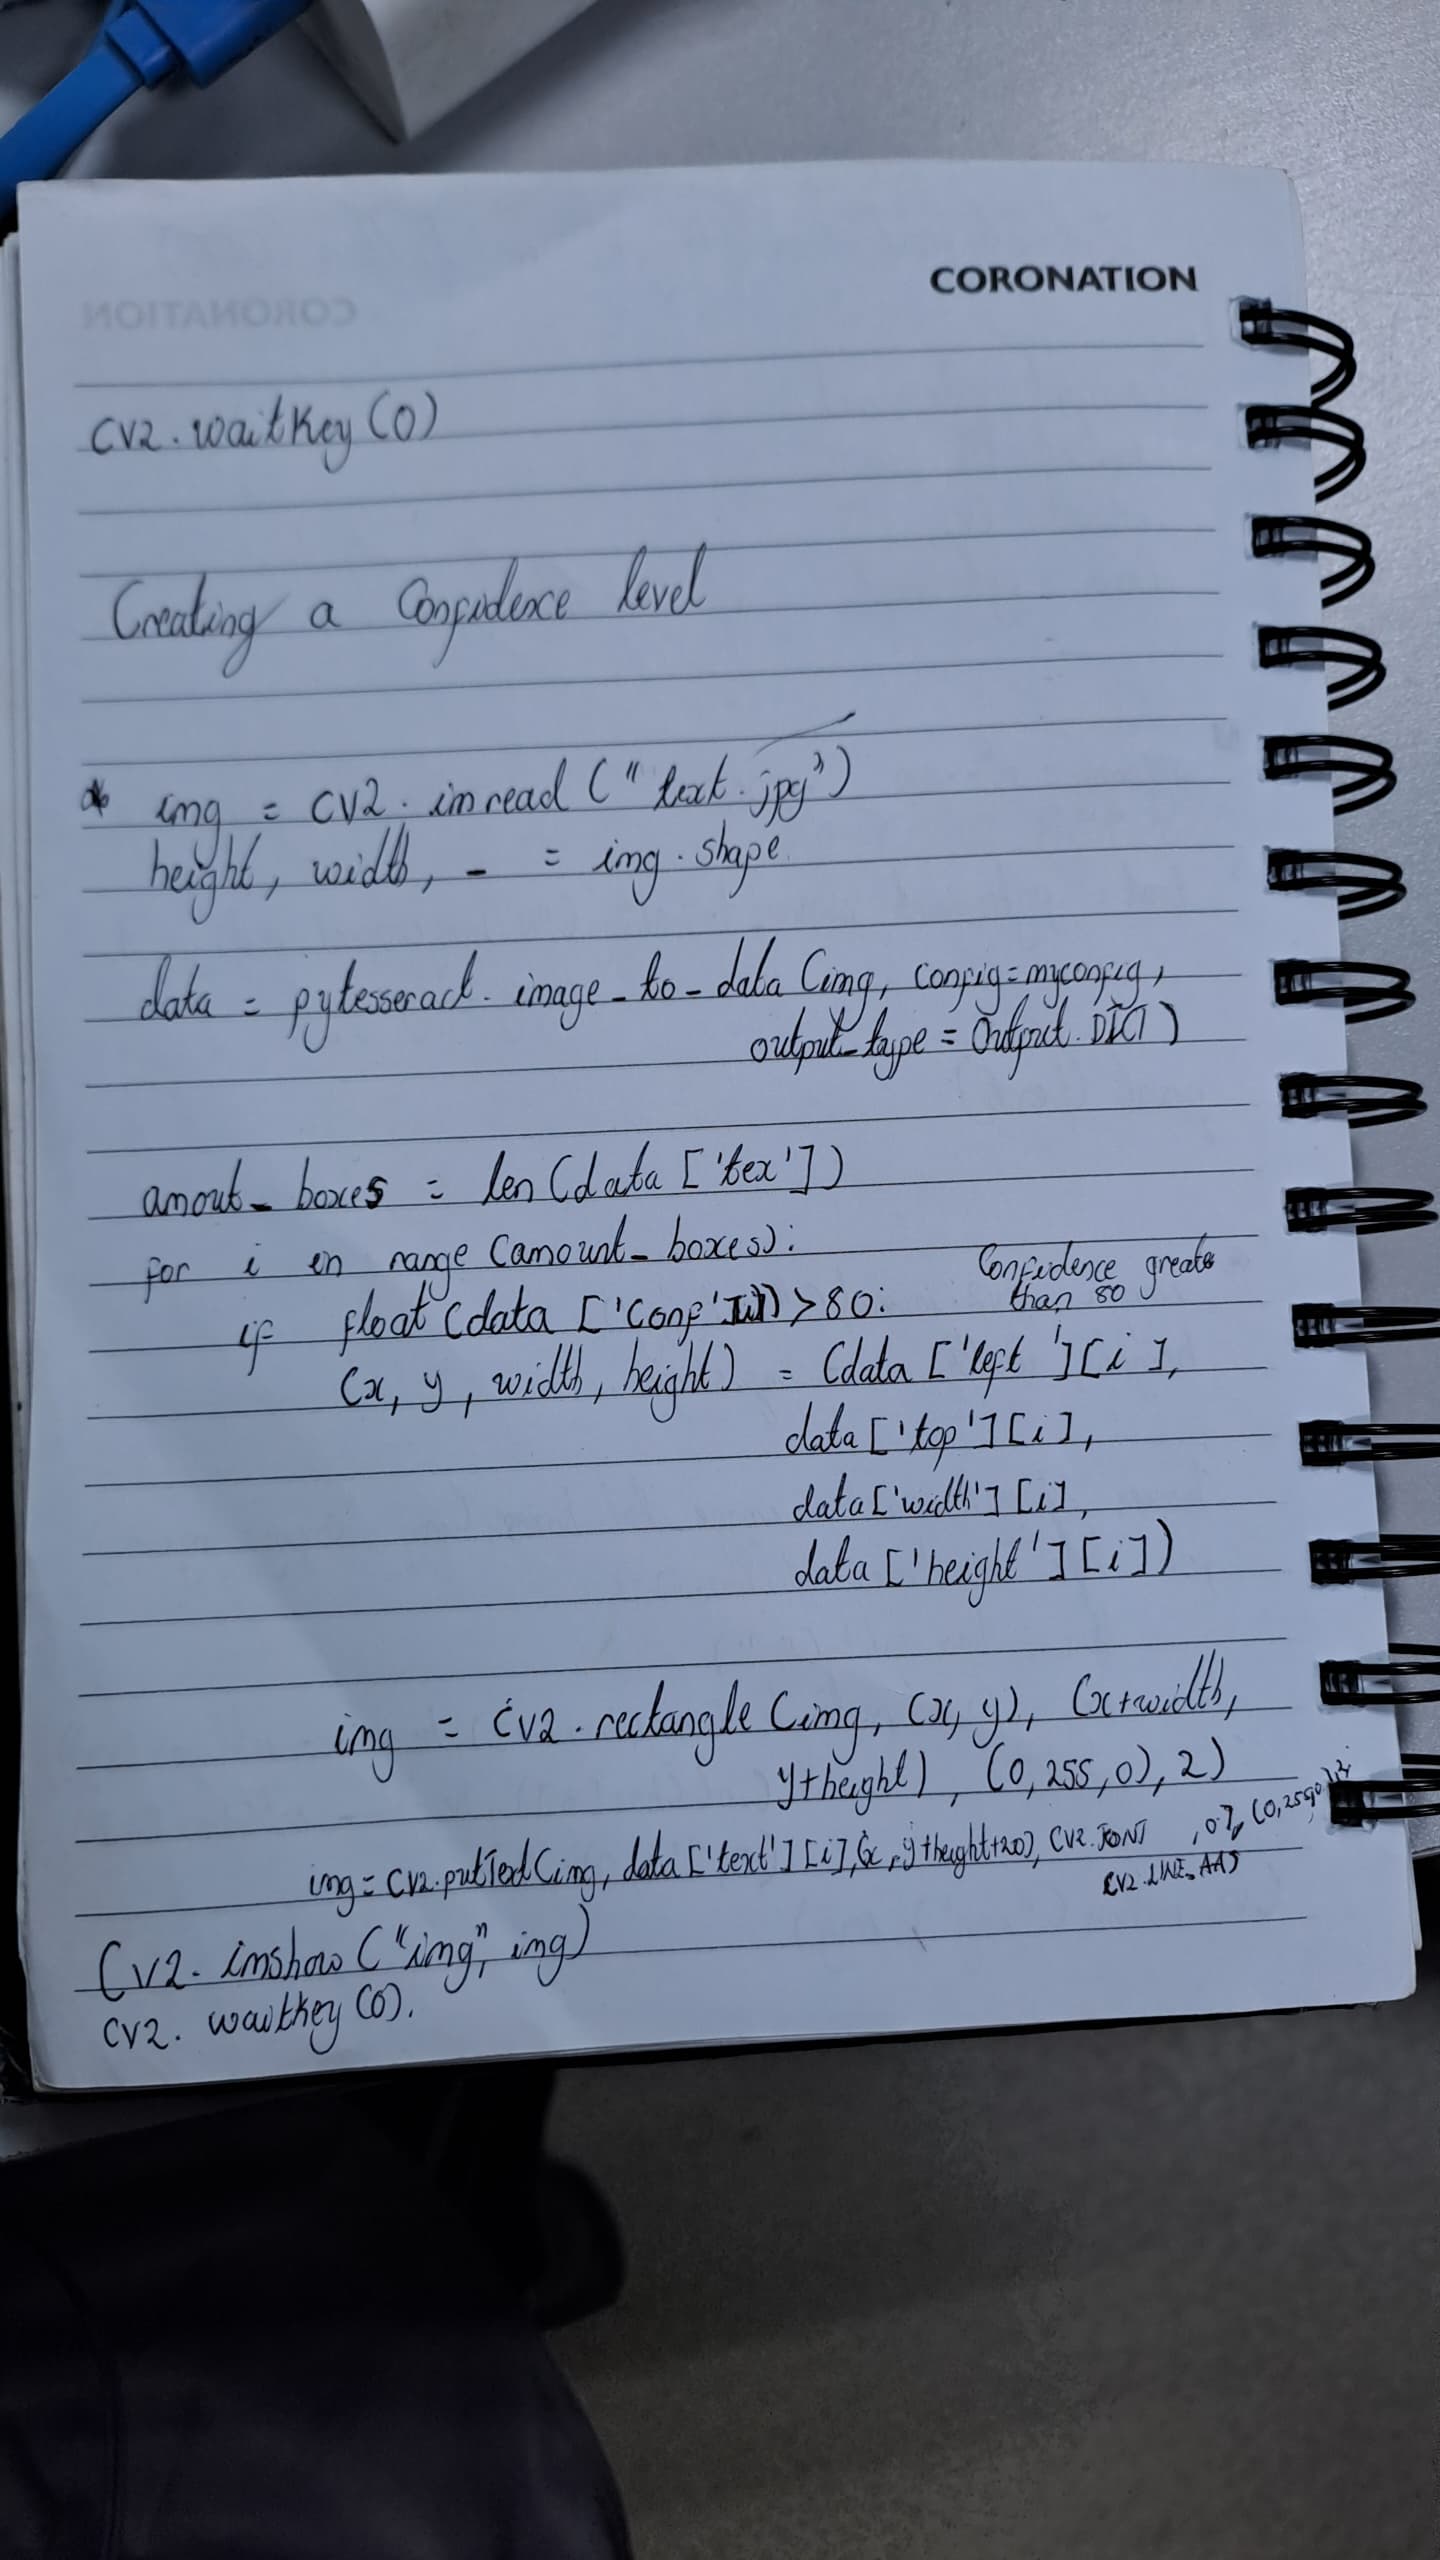 CORONATION
cv2.waitKey(0)
Creating a Confidence level
* img = cv2.imread("text.jpg")
height, width, _ = img.shape
data = pytesseract.image_to_data(img, config=myconfig,
output_type = Output.DICT)
amout_boxes = len(data['tex'])
for i in range (amount_boxes):
if float(data['conf'][i]) > 80: Confidence greate
than 80
(x, y, width, height) = (data['left'][i],
data['top'][i],
data['width'][i],
data['height'][i])
img = cv2.rectangle(img, (x, y), (x+width,
y+height), (0,255,0), 2)
img = cv2.putText(img, data['text'][i], (x, y+height+20), cv2.FONT , 0.7, (0,255,0), 2,
cv2.LINE_AA)
cv2.imshow("img", img)
cv2.waitkey(0).